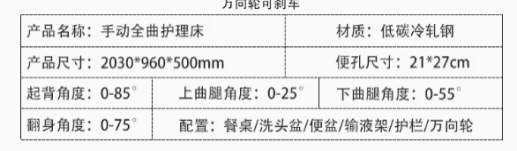 万向轮可刹车
产品名称：手动全曲护理床 材质：低碳冷轧钢
产品尺寸：2030*960*500mm 便孔尺寸：21*27cm
起背角度：0-85° 上曲腿角度：0-25° 下曲腿角度：0-55°
翻身角度：0-75° 配置：餐桌/洗头盆/便盆/输液架/护栏/万向轮